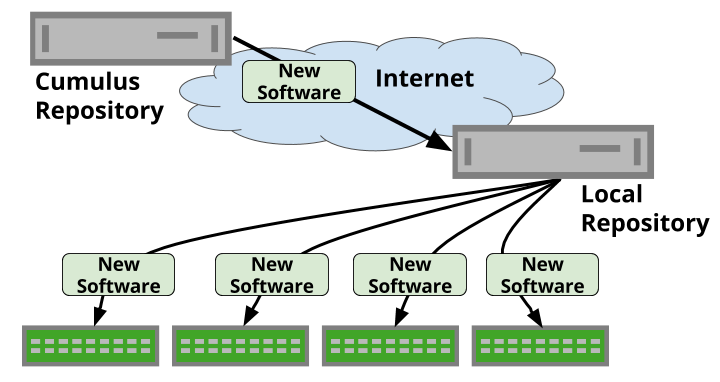 Cumulus
Repository
New
Software
Internet
Local
Repository
New
Software
New
Software
New
Software
New
Software